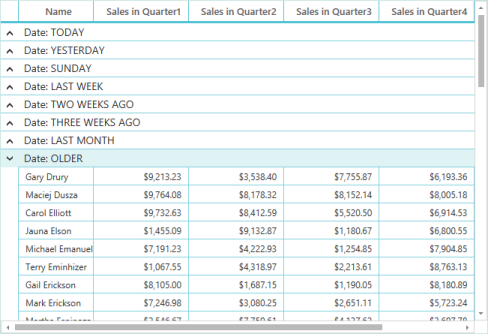 Name Sales in Quarter1 Sales in Quarter2 Sales in Quarter3 Sales in Quarter4
Date: TODAY
Date: YESTERDAY
Date: SUNDAY
Date: LAST WEEK
Date: TWO WEEKS AGO
Date: THREE WEEKS AGO
Date: LAST MONTH
Date: OLDER
Gary Drury $9,213.23 $3,538.40 $7,755.87 $6,193.36
Maciej Dusza $9,764.08 $8,178.32 $8,152.14 $8,005.18
Carol Elliott $9,732.63 $8,412.59 $5,520.50 $6,914.53
Jauna Elson $1,455.09 $9,132.87 $1,180.67 $6,800.55
Michael Emanuel $7,191.23 $4,222.93 $1,254.85 $7,904.85
Terry Eminhizer $1,067.55 $4,318.97 $2,213.61 $8,763.13
Gail Erickson $8,105.00 $1,687.15 $1,190.05 $8,180.89
Mark Erickson $7,246.98 $3,080.25 $2,651.11 $5,723.24